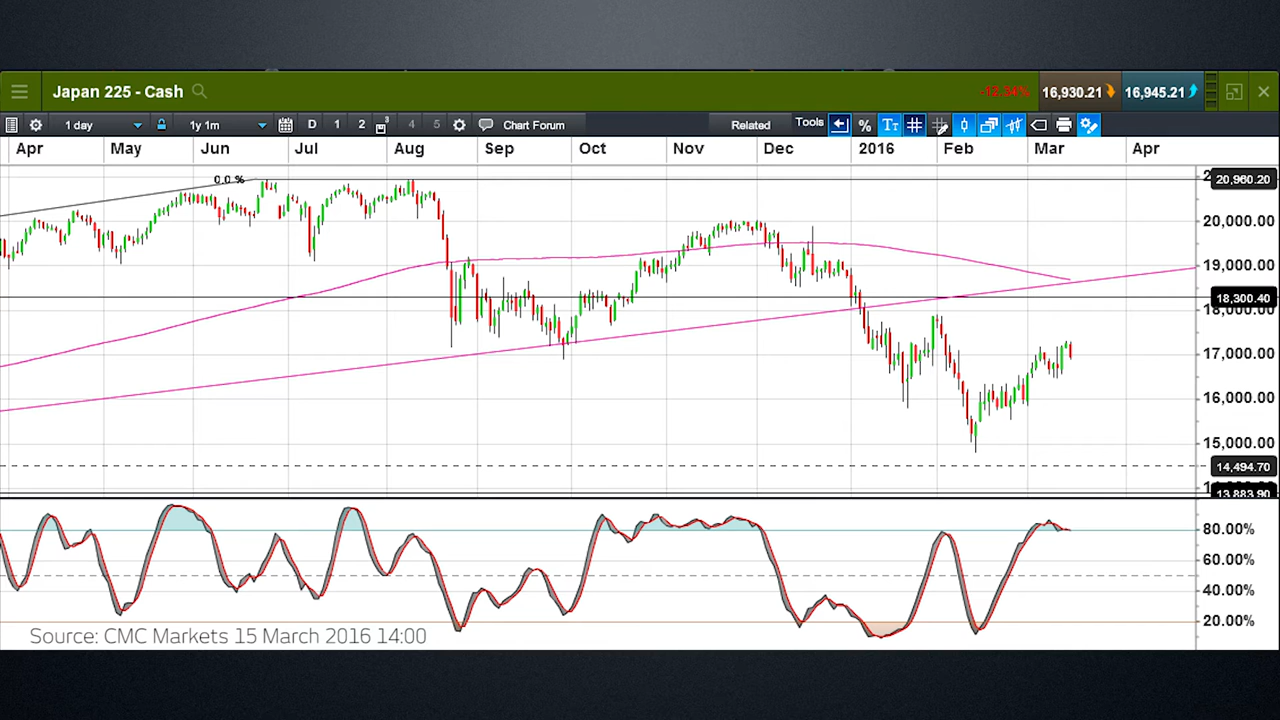 Japan 225 - Cash -12.34% 16,930.21 16,945.21
1 day 1y 1m D 1 2 3 4 5 Chart Forum Related Tools %
Apr May Jun Jul Aug Sep Oct Nov Dec 2016 Feb Mar Apr
0.0 % 20,960.20
20,000.00
19,000.00
18,300.40
18,000.00
17,000.00
16,000.00
15,000.00
14,494.70
13,883.90
80.00%
60.00%
40.00%
20.00%
Source: CMC Markets 15 March 2016 14:00